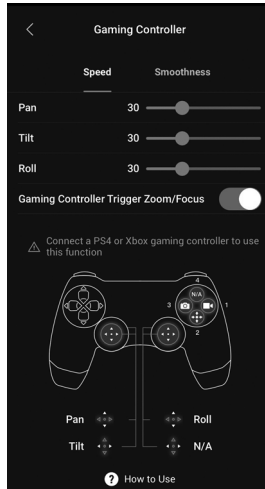 Gaming Controller
Speed Smoothness
Pan 30
Tilt 30
Roll 30
Gaming Controller Trigger Zoom/Focus
Connect a PS4 or Xbox gaming controller to use
this function
4
N/A
3 1
2
Pan Roll
Tilt N/A
? How to Use